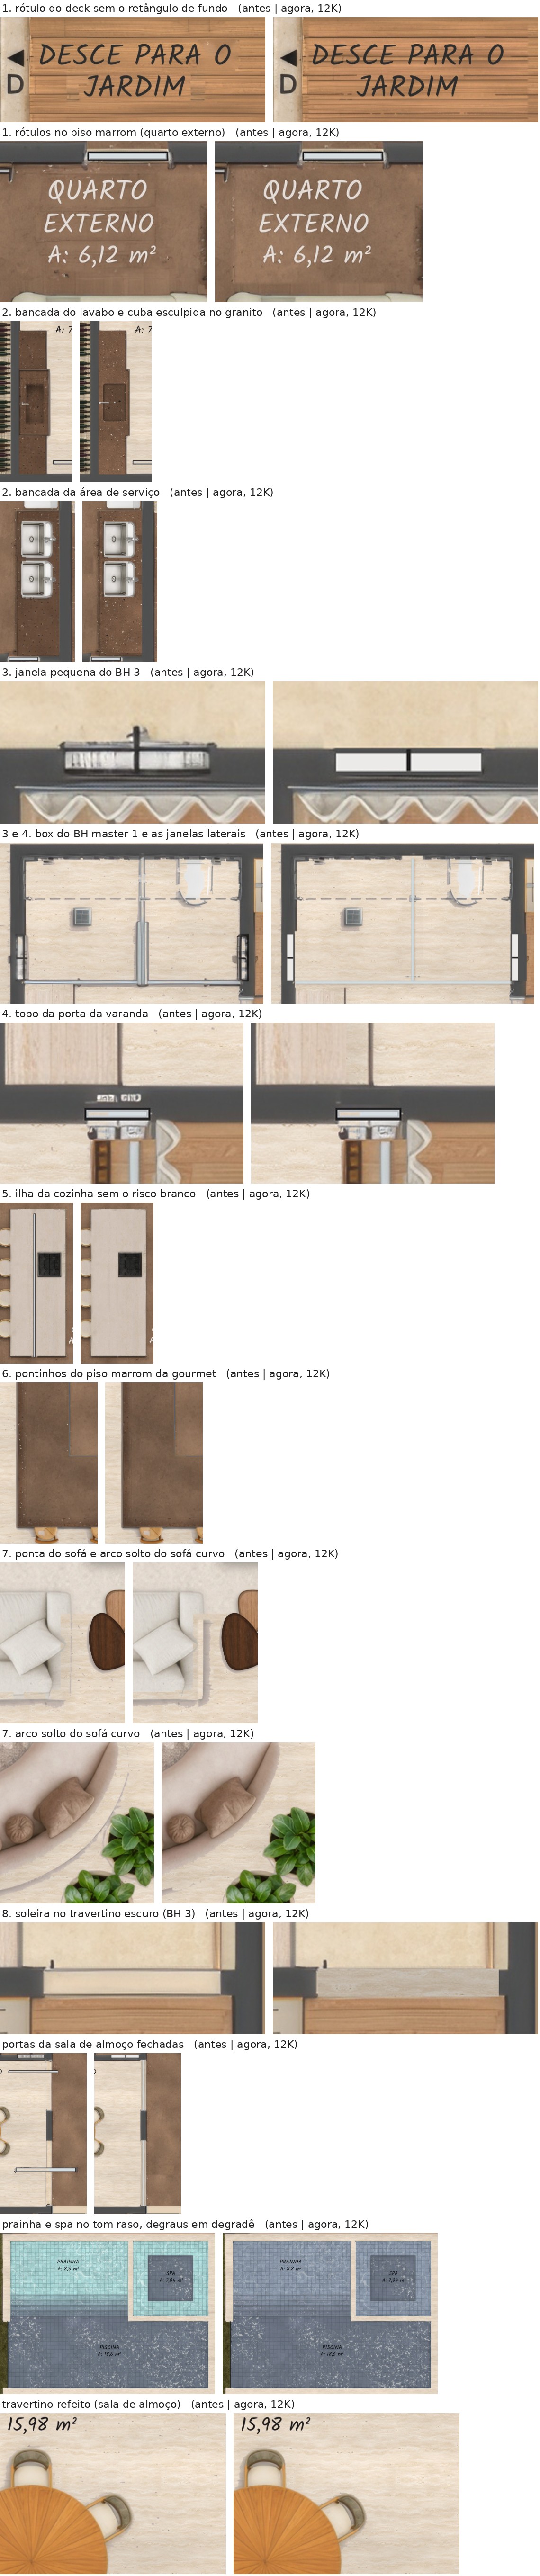 1. rótulo do deck sem o retângulo de fundo (antes | agora, 12K)
DESCE PARA O
JARDIM
D
DESCE PARA O
JARDIM
D
1. rótulos no piso marrom (quarto externo) (antes | agora, 12K)
QUARTO
EXTERNO
A: 6,12 m²
QUARTO
EXTERNO
A: 6,12 m²
2. bancada do lavabo e cuba esculpida no granito (antes | agora, 12K)
A: 7
A: 7
2. bancada da área de serviço (antes | agora, 12K)
3. janela pequena do BH 3 (antes | agora, 12K)
3 e 4. box do BH master 1 e as janelas laterais (antes | agora, 12K)
4. topo da porta da varanda (antes | agora, 12K)
5. ilha da cozinha sem o risco branco (antes | agora, 12K)
A
A
6. pontinhos do piso marrom da gourmet (antes | agora, 12K)
7. ponta do sofá e arco solto do sofá curvo (antes | agora, 12K)
7. arco solto do sofá curvo (antes | agora, 12K)
8. soleira no travertino escuro (BH 3) (antes | agora, 12K)
portas da sala de almoço fechadas (antes | agora, 12K)
prainha e spa no tom raso, degraus em degradê (antes | agora, 12K)
PRAINHA
A: 8,8 m²
SPA
PISCINA
PRAINHA
A: 8,8 m²
SPA
PISCINA
travertino refeito (sala de almoço) (antes | agora, 12K)
15,98 m²
15,98 m²